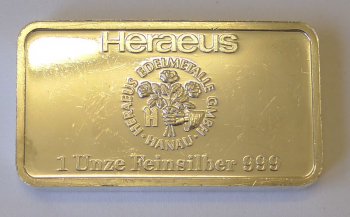 Heraeus
HERAEUS EDELMETALLE GMBH
·HANAU·
H
1 Unze Feinsilber 999